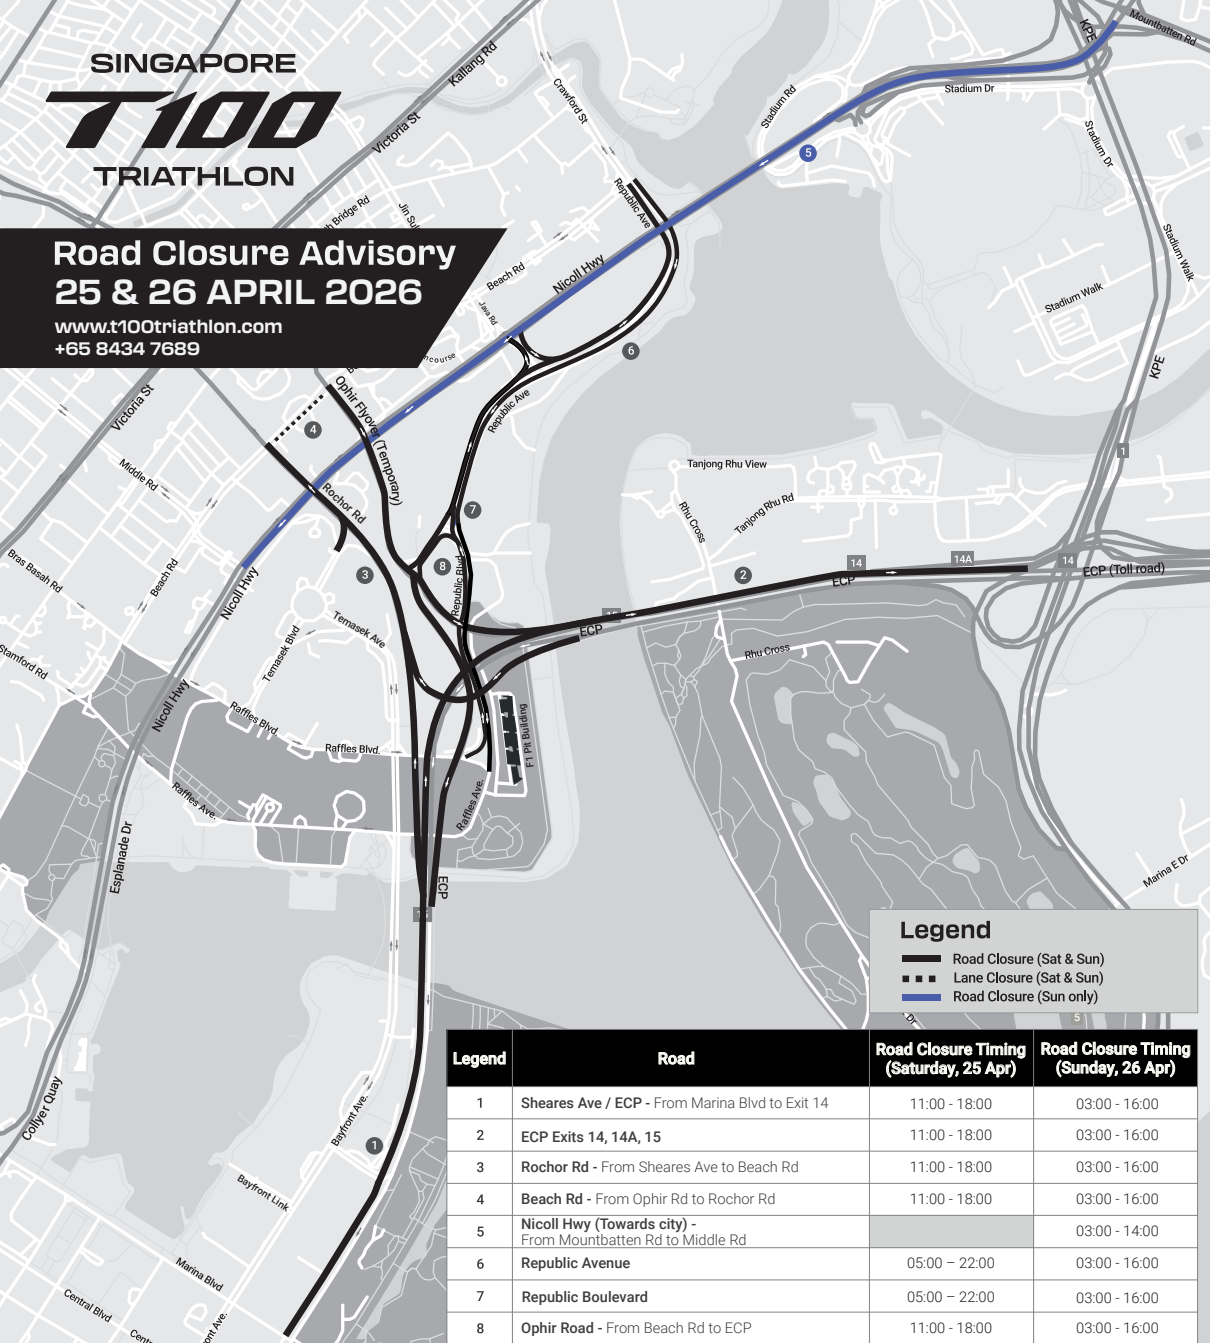 SINGAPORE
T100
TRIATHLON
Road Closure Advisory
25 & 26 APRIL 2026
www.t100triathlon.com
+65 8434 7689
Kallang Rd
Victoria St
Crawford St
Stadium Rd
Stadium Dr
KPE
Mountbatten Rd
Stadium Dr
Stadium Walk
Stadium Walk
KPE
5
Republic Ave
Nicoll Hwy
Beach Rd
Java Rd
6
Republic Ave
Victoria St
Ophir Flyover (Temporary)
4
Middle Rd
Rochor Rd
7
8
3
Republic Blvd
Tanjong Rhu View
Tanjong Rhu Rd
Rhu Cross
1
2
14
14A
14
ECP
ECP (Toll road)
ECP
Bras Basah Rd
Beach Rd
Nicoll Hwy
Stamford Rd
Temasek Ave
Temasek Blvd
Rhu Cross
Nicoll Hwy
Raffles Blvd.
Raffles Blvd.
F1 Pit Building
Raffles Ave.
Raffles Ave.
Esplanade Dr
ECP
Marina E Dr
Collyer Quay
Bayfront Ave.
1
Bayfront Link
Marina Blvd
Central Blvd
Legend
Road Closure (Sat & Sun)
Lane Closure (Sat & Sun)
Road Closure (Sun only)
Dr
5
Legend Road Road Closure Timing (Saturday, 25 Apr) Road Closure Timing (Sunday, 26 Apr)
1 Sheares Ave / ECP - From Marina Blvd to Exit 14 11:00 - 18:00 03:00 - 16:00
2 ECP Exits 14, 14A, 15 11:00 - 18:00 03:00 - 16:00
3 Rochor Rd - From Sheares Ave to Beach Rd 11:00 - 18:00 03:00 - 16:00
4 Beach Rd - From Ophir Rd to Rochor Rd 11:00 - 18:00 03:00 - 16:00
5 Nicoll Hwy (Towards city) - From Mountbatten Rd to Middle Rd 03:00 - 14:00
6 Republic Avenue 05:00 – 22:00 03:00 - 16:00
7 Republic Boulevard 05:00 – 22:00 03:00 - 16:00
8 Ophir Road - From Beach Rd to ECP 11:00 - 18:00 03:00 - 16:00